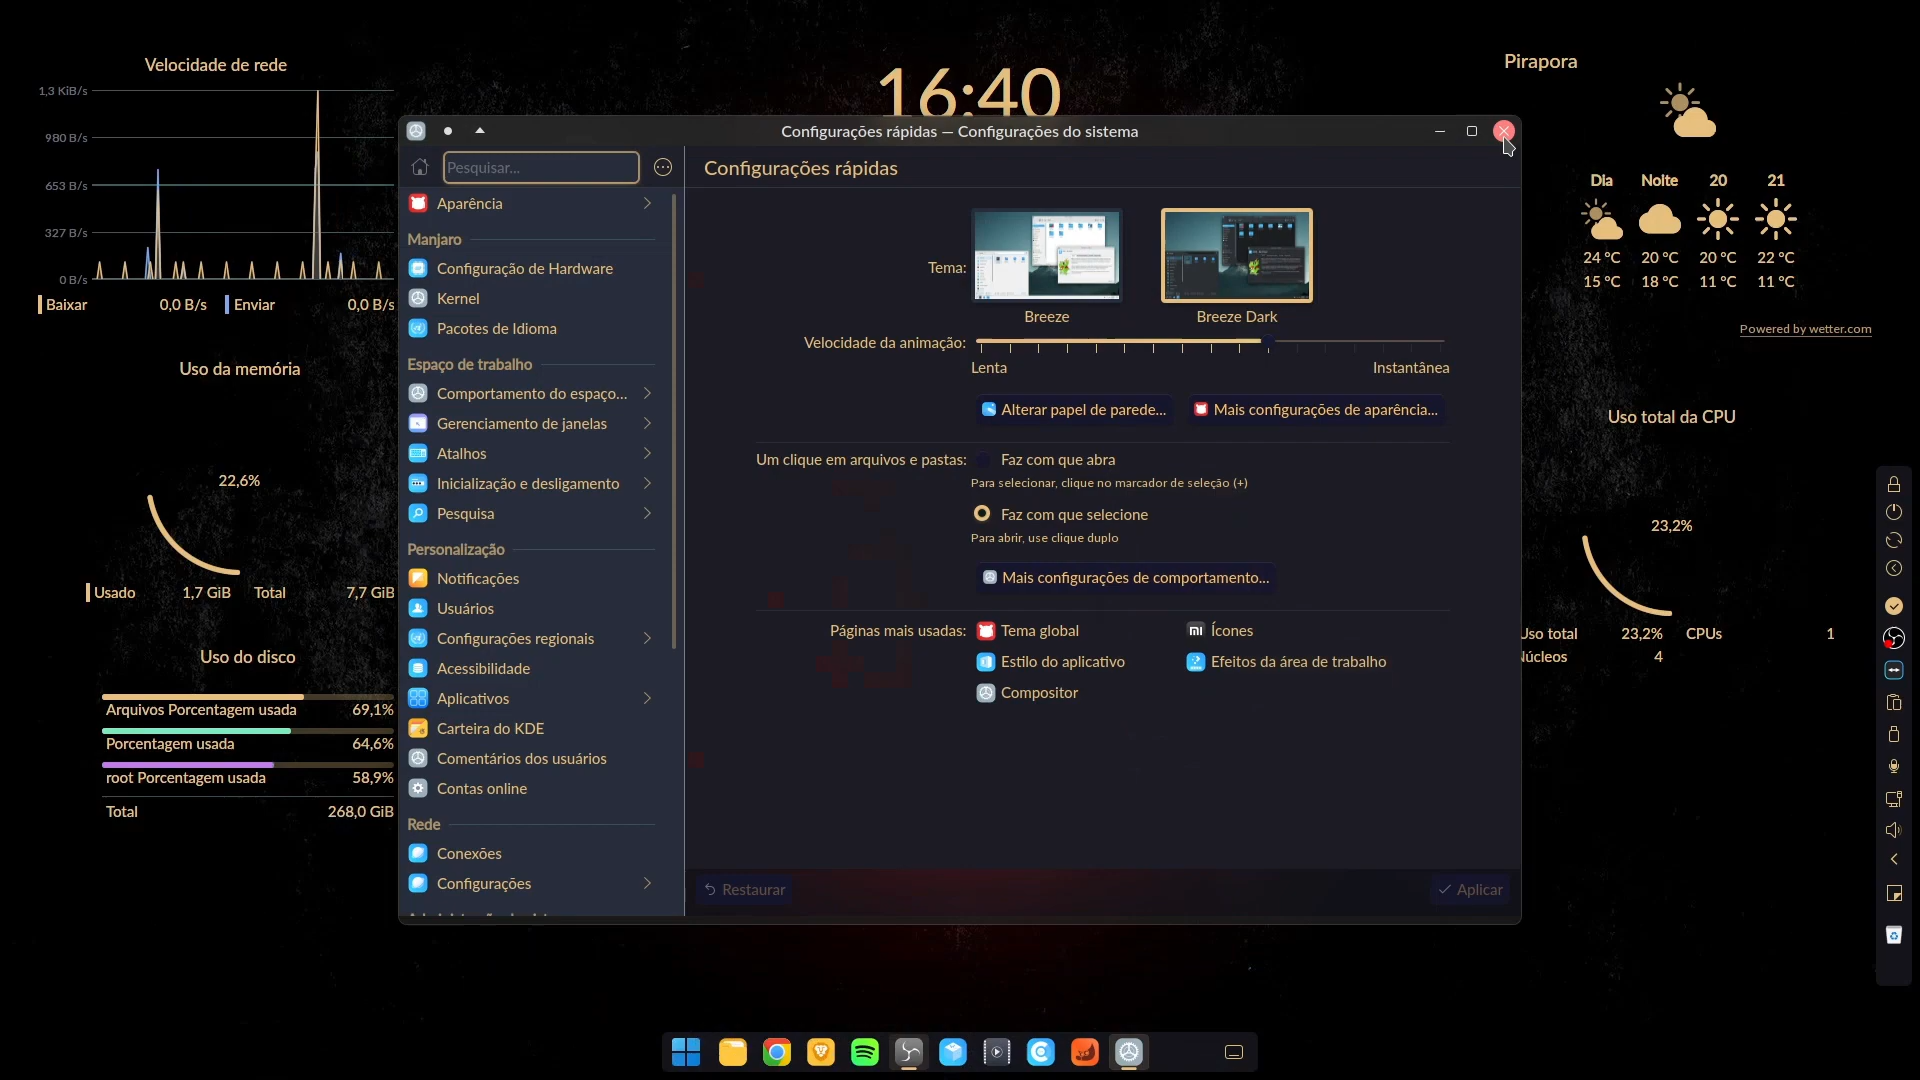 Velocidade de rede
1,3 KiB/s
980 B/s
653 B/s
327 B/s
0 B/s
Baixar 0,0 B/s Enviar 0,0 B/s
Uso da memória
22,6%
Usado 1,7 GiB Total 7,7 GiB
Uso do disco
Arquivos Porcentagem usada 69,1%
Porcentagem usada 64,6%
root Porcentagem usada 58,9%
Total 268,0 GiB
16:40
Configurações rápidas — Configurações do sistema
Pesquisar...
Aparência
Manjaro
Configuração de Hardware
Kernel
Pacotes de Idioma
Espaço de trabalho
Comportamento do espaço...
Gerenciamento de janelas
Atalhos
Inicialização e desligamento
Pesquisa
Personalização
Notificações
Usuários
Configurações regionais
Acessibilidade
Aplicativos
Carteira do KDE
Comentários dos usuários
Contas online
Rede
Conexões
Configurações
Configurações rápidas
Tema:
Breeze Breeze Dark
Velocidade da animação:
Lenta Instantânea
Alterar papel de parede... Mais configurações de aparência...
Um clique em arquivos e pastas: Faz com que abra
Para selecionar, clique no marcador de seleção (+)
Faz com que selecione
Para abrir, use clique duplo
Mais configurações de comportamento...
Páginas mais usadas: Tema global Ícones
Estilo do aplicativo Efeitos da área de trabalho
Compositor
Restaurar Aplicar
Pirapora
Dia Noite 20 21
24 °C 20 °C 20 °C 22 °C
15 °C 18 °C 11 °C 11 °C
Powered by wetter.com
Uso total da CPU
23,2%
Uso total 23,2% CPUs 1
Núcleos 4